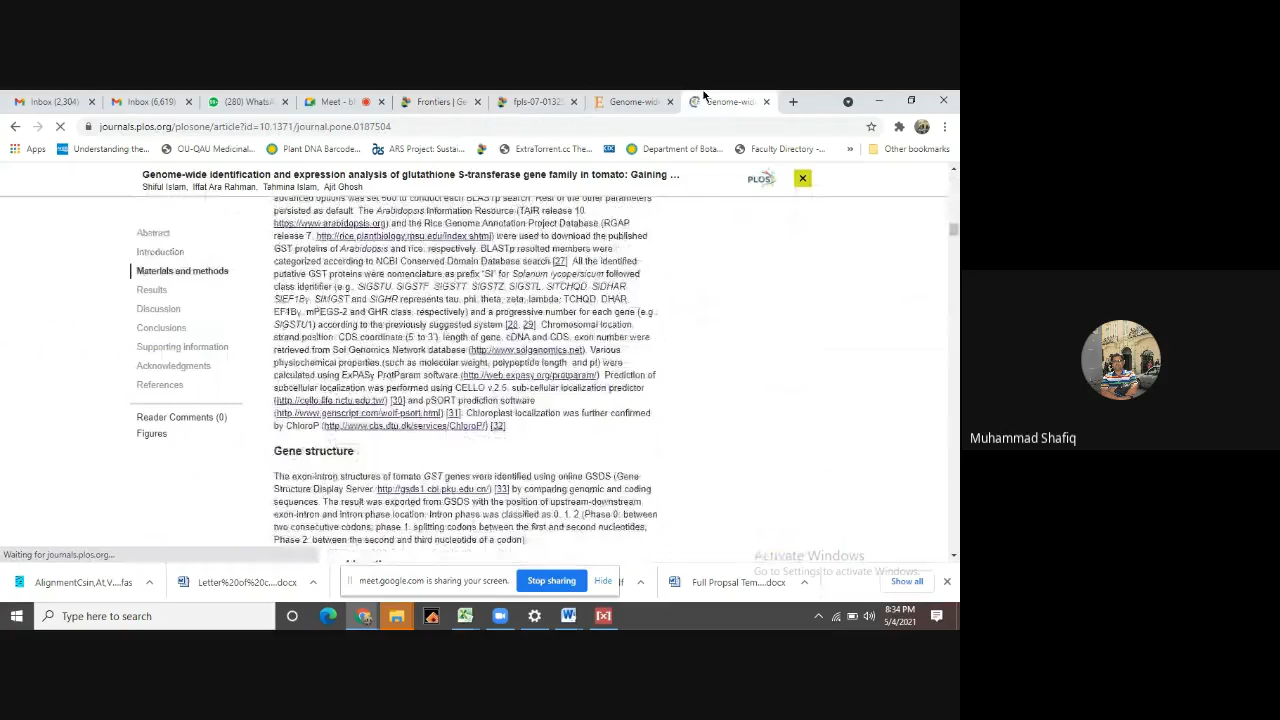 Inbox (2,304)
Inbox (6,619)
(280) WhatsA
Meet - b
Frontiers | Ge
fpls-07-0132
Genome-wid
Genome-wid
journals.plos.org/plosone/article?id=10.1371/journal.pone.0187504
Apps
Understanding the...
OU-QAU Medicinal...
Plant DNA Barcode...
ARS Project: Sustai...
ExtraTorrent.cc The...
Department of Bota...
Faculty Directory -...
»
Other bookmarks
Genome-wide identification and expression analysis of glutathione S-transferase gene family in tomato: Gaining ...
Shiful Islam, Iffat Ara Rahman, Tahmina Islam, Ajit Ghosh
PLOS
Abstract
Introduction
Materials and methods
Results
Discussion
Conclusions
Supporting information
Acknowledgments
References
Reader Comments (0)
Figures
advanced options was set 500 to conduct each BLASTp search. Rest of the other parameters
persisted as default. The Arabidopsis Information Resource (TAIR release 10,
https://www.arabidopsis.org) and the Rice Genome Annotation Project Database (RGAP
release 7, http://rice.plantbiology.msu.edu/index.shtml) were used to download the published
GST proteins of Arabidopsis and rice, respectively. BLASTp resulted members were
categorized according to NCBI Conserved Domain Database search [27]. All the identified
putative GST proteins were nomenclature as prefix "Sl" for Solanum lycopersicum followed
class identifier (e.g., SlGSTU, SlGSTF, SlGSTT, SlGSTZ, SlGSTL, SlTCHQD, SlDHAR,
SlEF1Bγ, SlMGST and SlGHR represents tau, phi, theta, zeta, lambda, TCHQD, DHAR,
EF1Bγ, mPEGS-2 and GHR class, respectively) and a progressive number for each gene (e.g.,
SlGSTU1) according to the previously suggested system [28, 29]. Chromosomal location,
strand position, CDS coordinate (5' to 3'), length of gene, cDNA and CDS, exon number were
retrieved from Sol Genomics Network database (http://www.solgenomics.net). Various
physiochemical properties (such as molecular weight, polypeptide length, and pI) were
calculated using ExPASy ProtParam software (http://web.expasy.org/protparam/). Prediction of
subcellular localization was performed using CELLO v.2.5: sub-cellular localization predictor
(http://cello.life.nctu.edu.tw/) [30] and pSORT prediction software
(http://www.genscript.com/wolf-psort.html) [31]. Chloroplast localization was further confirmed
by ChloroP (http://www.cbs.dtu.dk/services/ChloroP/) [32]
Gene structure
The exon-intron structures of tomato GST genes were identified using online GSDS (Gene
Structure Display Server: http://gsds1.cbi.pku.edu.cn/) [33] by comparing genomic and coding
sequences. The result was exported from GSDS with the position of upstream-downstream,
exon-intron and intron phase location. Intron phase was classified as 0, 1, 2 (Phase 0: between
two consecutive codons; phase 1: splitting codons between the first and second nucleotides,
Phase 2: between the second and third nucleotide of a codon)
Waiting for journals.plos.org...
Activate Windows
Go to Settings to activate Windows.
AlignmentCsin,At,V....fas
Letter%20of%20c...docx
meet.google.com is sharing your screen.
Stop sharing
Hide
df
Full Propsal Tem...docx
Show all
Type here to search
8:34 PM
5/4/2021
Muhammad Shafiq